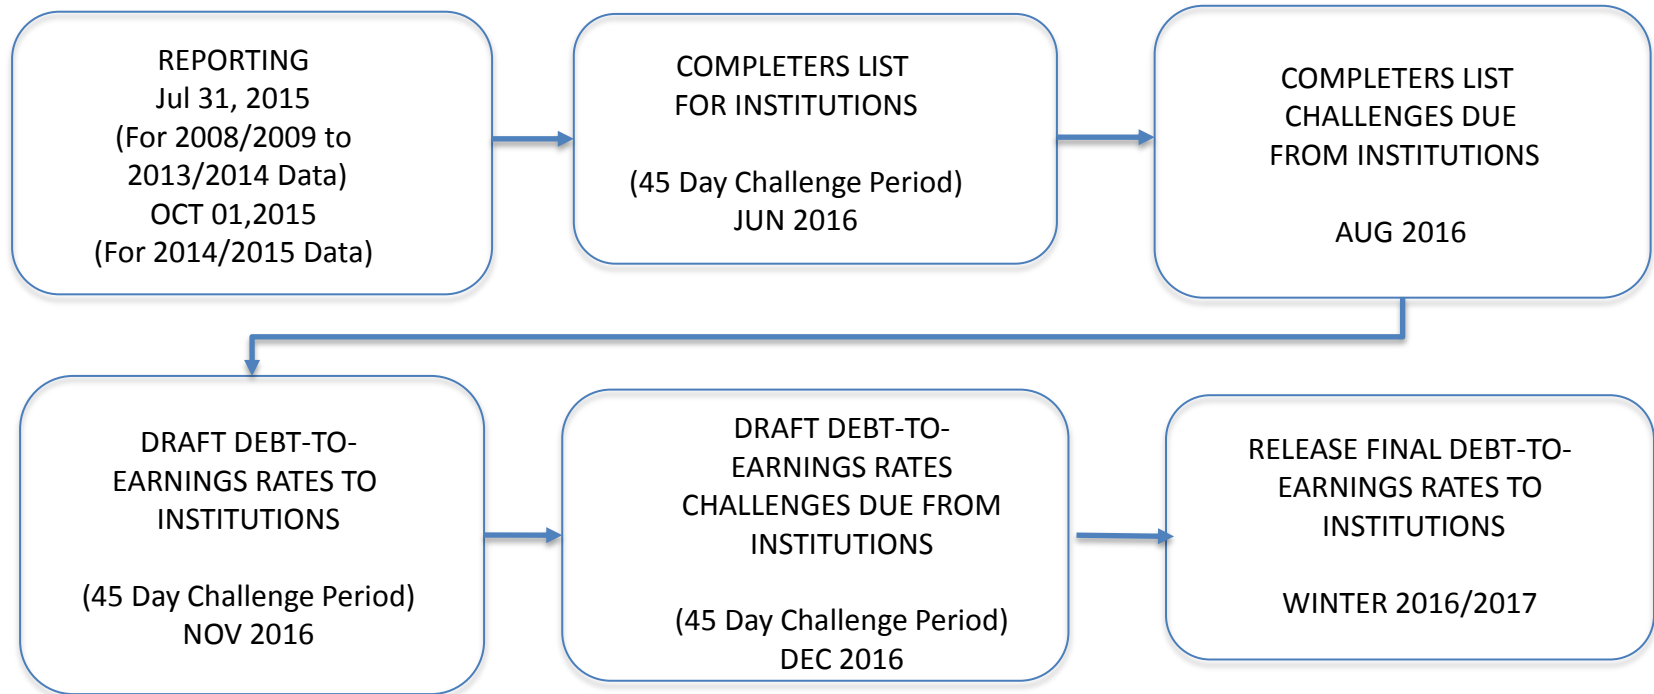 REPORTING
Jul 31, 2015
(For 2008/2009 to
2013/2014 Data)
OCT 01,2015
(For 2014/2015 Data)
COMPLETERS LIST
FOR INSTITUTIONS
(45 Day Challenge Period)
JUN 2016
COMPLETERS LIST
CHALLENGES DUE
FROM INSTITUTIONS
AUG 2016
DRAFT DEBT-TO-
EARNINGS RATES TO
INSTITUTIONS
(45 Day Challenge Period)
NOV 2016
DRAFT DEBT-TO-
EARNINGS RATES
CHALLENGES DUE FROM
INSTITUTIONS
(45 Day Challenge Period)
DEC 2016
RELEASE FINAL DEBT-TO-
EARNINGS RATES TO
INSTITUTIONS
WINTER 2016/2017